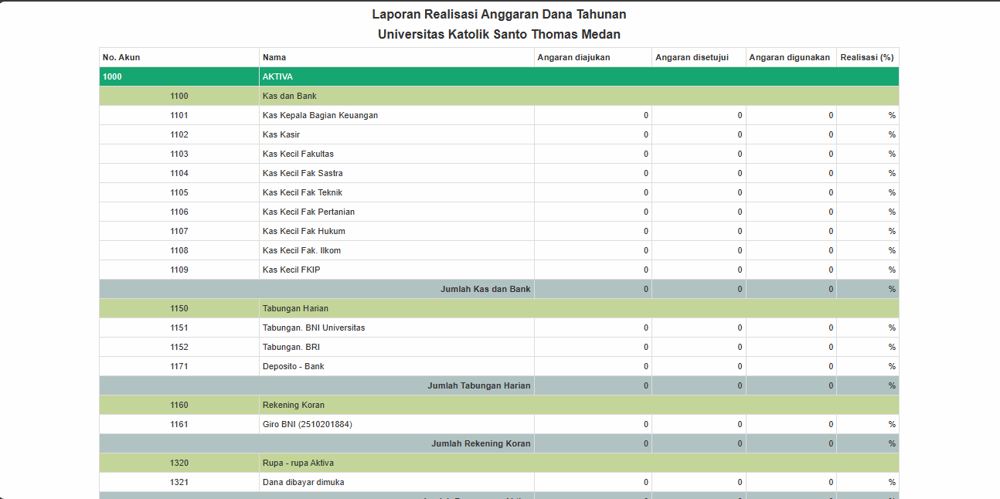 Laporan Realisasi Anggaran Dana Tahunan
Universitas Katolik Santo Thomas Medan
No. Akun Nama Angaran diajukan Angaran disetujui Angaran digunakan Realisasi (%)
1000 AKTIVA
1100 Kas dan Bank
1101 Kas Kepala Bagian Keuangan 0 0 0 %
1102 Kas Kasir 0 0 0 %
1103 Kas Kecil Fakultas 0 0 0 %
1104 Kas Kecil Fak Sastra 0 0 0 %
1105 Kas Kecil Fak Teknik 0 0 0 %
1106 Kas Kecil Fak Pertanian 0 0 0 %
1107 Kas Kecil Fak Hukum 0 0 0 %
1108 Kas Kecil Fak. Ilkom 0 0 0 %
1109 Kas Kecil FKIP 0 0 0 %
Jumlah Kas dan Bank 0 0 0 %
1150 Tabungan Harian
1151 Tabungan. BNI Universitas 0 0 0 %
1152 Tabungan. BRI 0 0 0 %
1171 Deposito - Bank 0 0 0 %
Jumlah Tabungan Harian 0 0 0 %
1160 Rekening Koran
1161 Giro BNI (2510201884) 0 0 0 %
Jumlah Rekening Koran 0 0 0 %
1320 Rupa - rupa Aktiva
1321 Dana dibayar dimuka 0 0 0 %